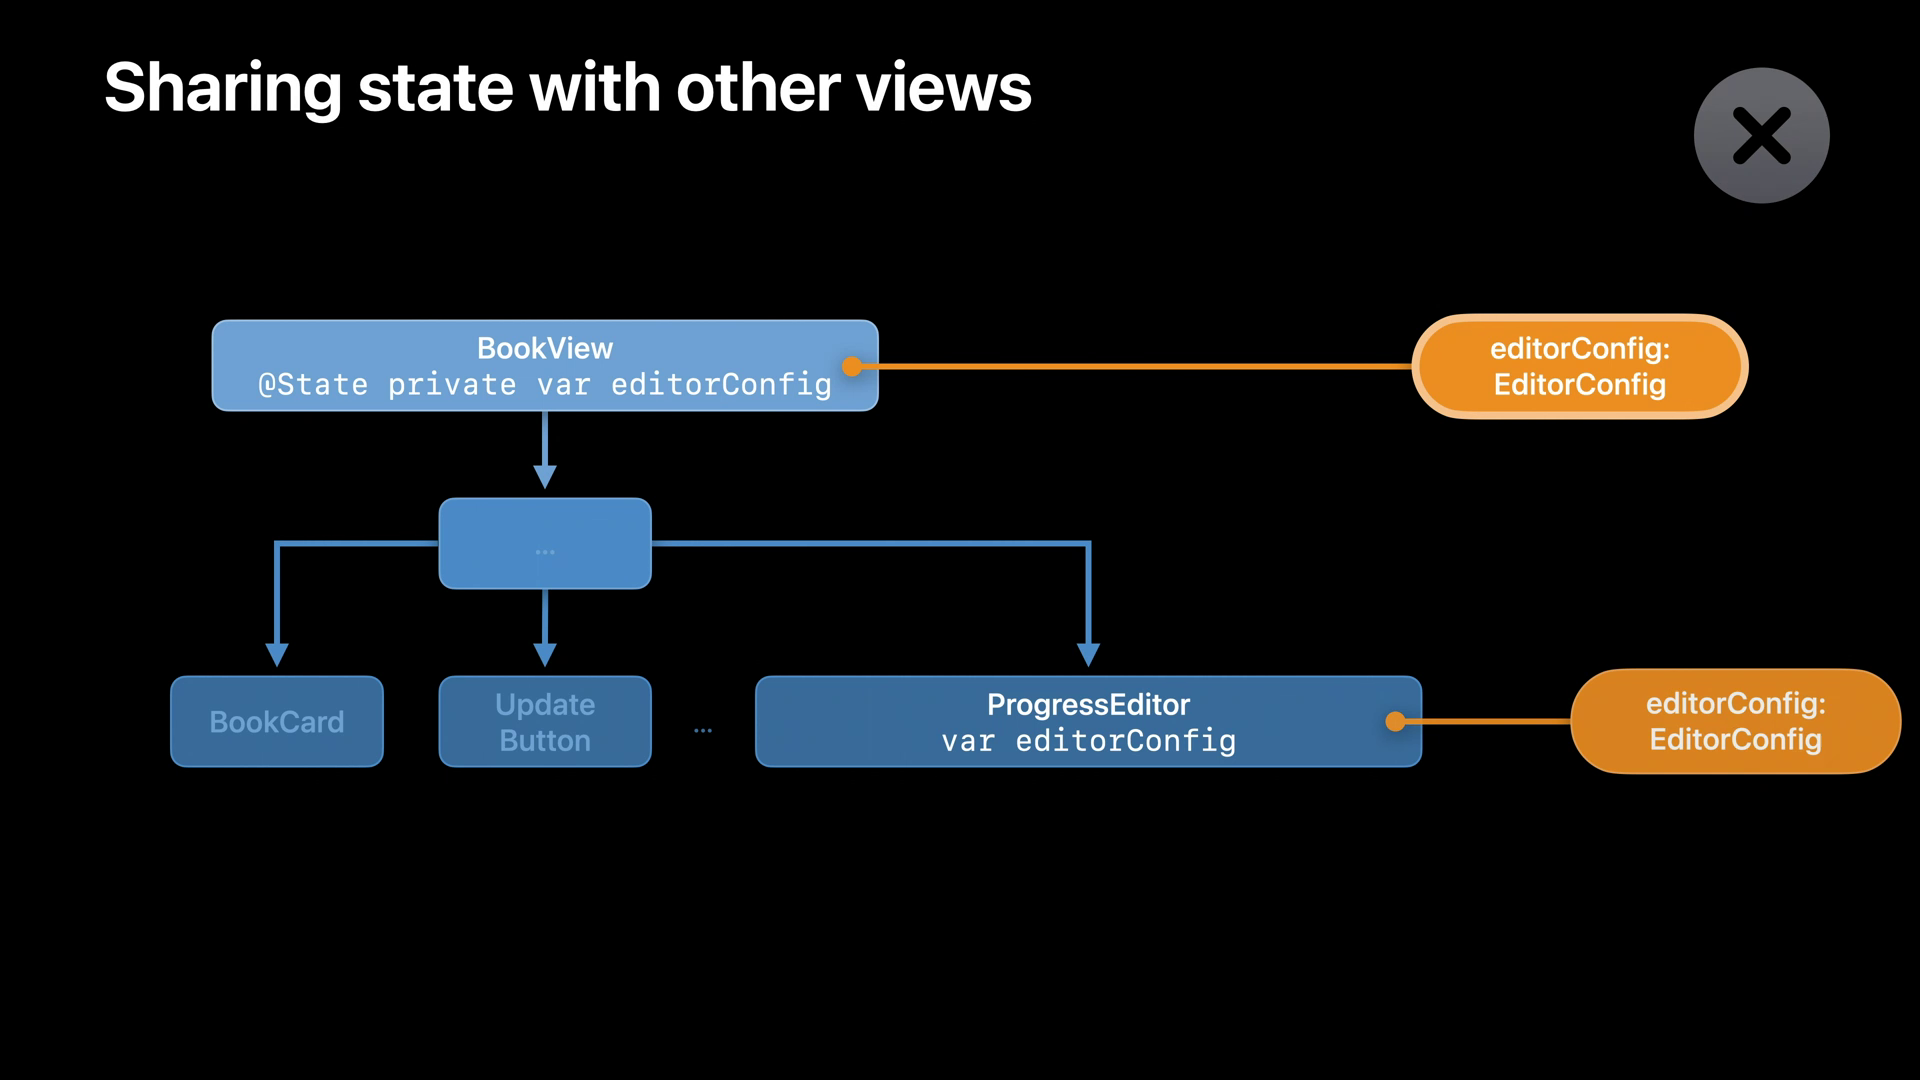 Sharing state with other views
BookView
@State private var editorConfig
editorConfig:
EditorConfig
...
BookCard
Update
Button
...
ProgressEditor
var editorConfig
editorConfig:
EditorConfig